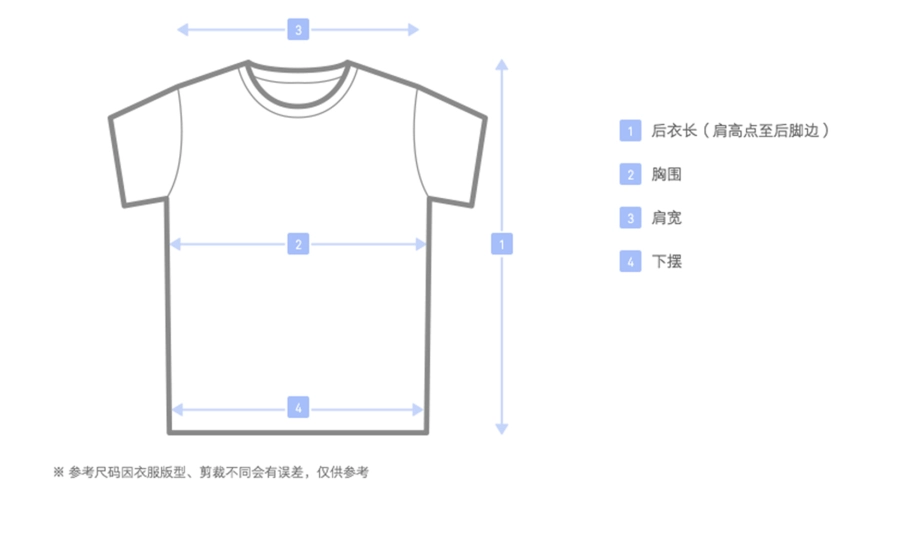 3
2
1
4
1 后衣长（肩高点至后脚边）
2 胸围
3 肩宽
4 下摆
※ 参考尺码因衣服版型、剪裁不同会有误差，仅供参考